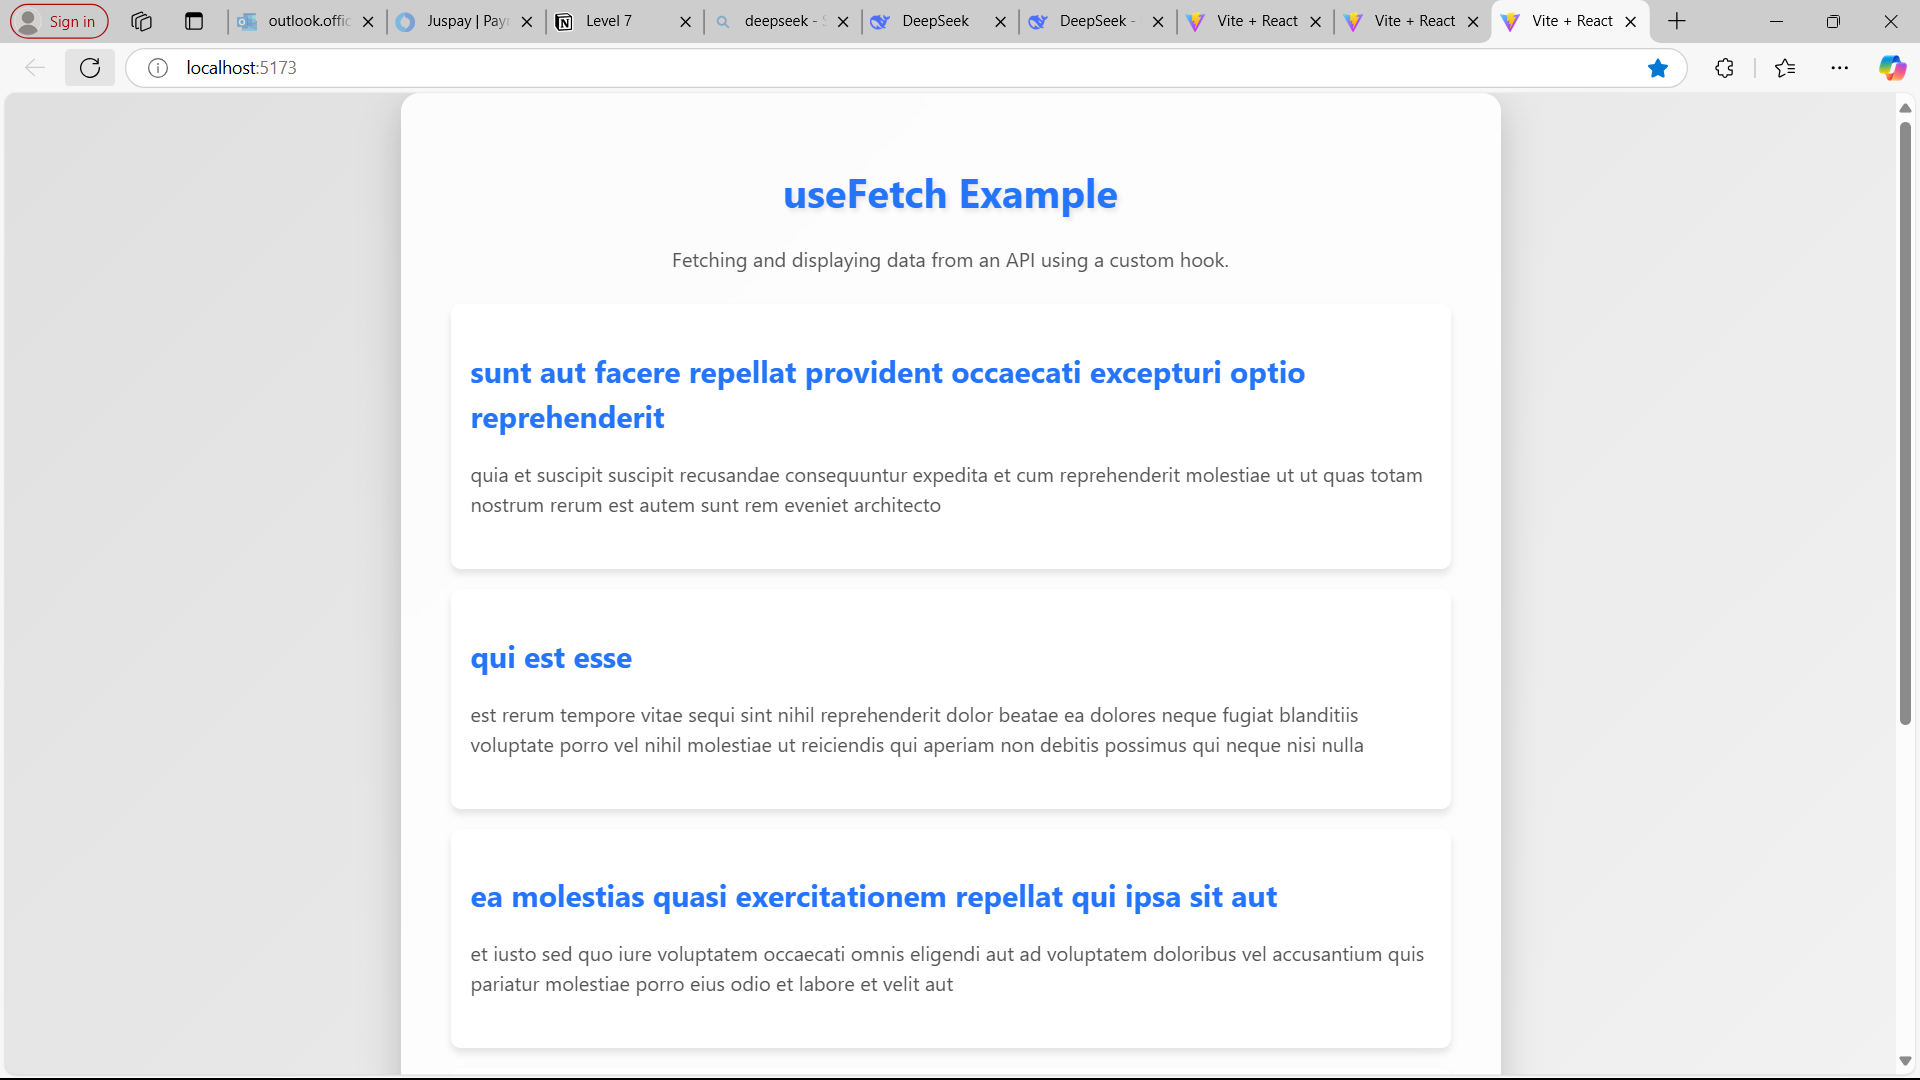 Sign in
outlook.offic
Juspay | Pay
Level 7
deepseek - S
DeepSeek
DeepSeek -
Vite + React
Vite + React
Vite + React
localhost:5173
useFetch Example
Fetching and displaying data from an API using a custom hook.
sunt aut facere repellat provident occaecati excepturi optio
reprehenderit
quia et suscipit suscipit recusandae consequuntur expedita et cum reprehenderit molestiae ut ut quas totam
nostrum rerum est autem sunt rem eveniet architecto
qui est esse
est rerum tempore vitae sequi sint nihil reprehenderit dolor beatae ea dolores neque fugiat blanditiis
voluptate porro vel nihil molestiae ut reiciendis qui aperiam non debitis possimus qui neque nisi nulla
ea molestias quasi exercitationem repellat qui ipsa sit aut
et iusto sed quo iure voluptatem occaecati omnis eligendi aut ad voluptatem doloribus vel accusantium quis
pariatur molestiae porro eius odio et labore et velit aut